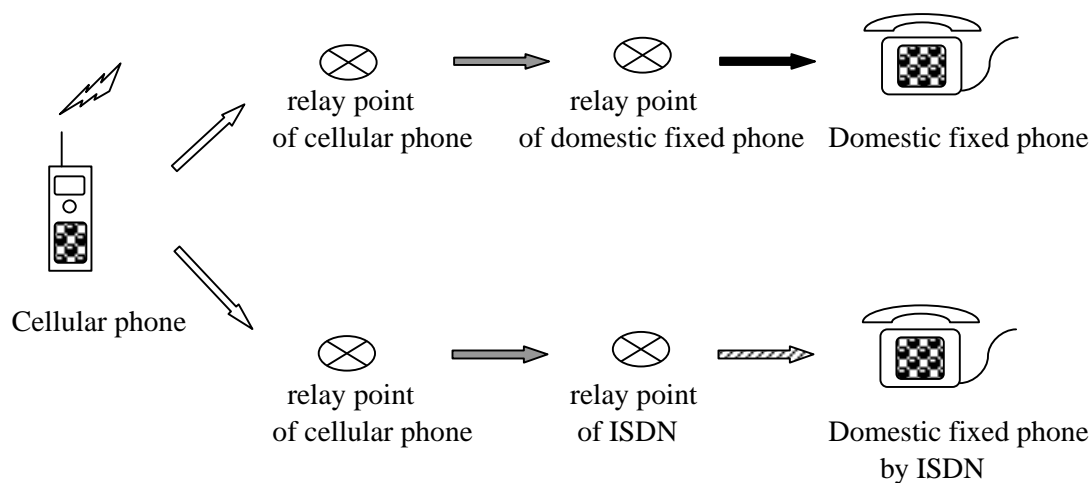 relay point
of cellular phone
relay point
of domestic fixed phone
Domestic fixed phone
Cellular phone
relay point
of cellular phone
relay point
of ISDN
Domestic fixed phone
by ISDN